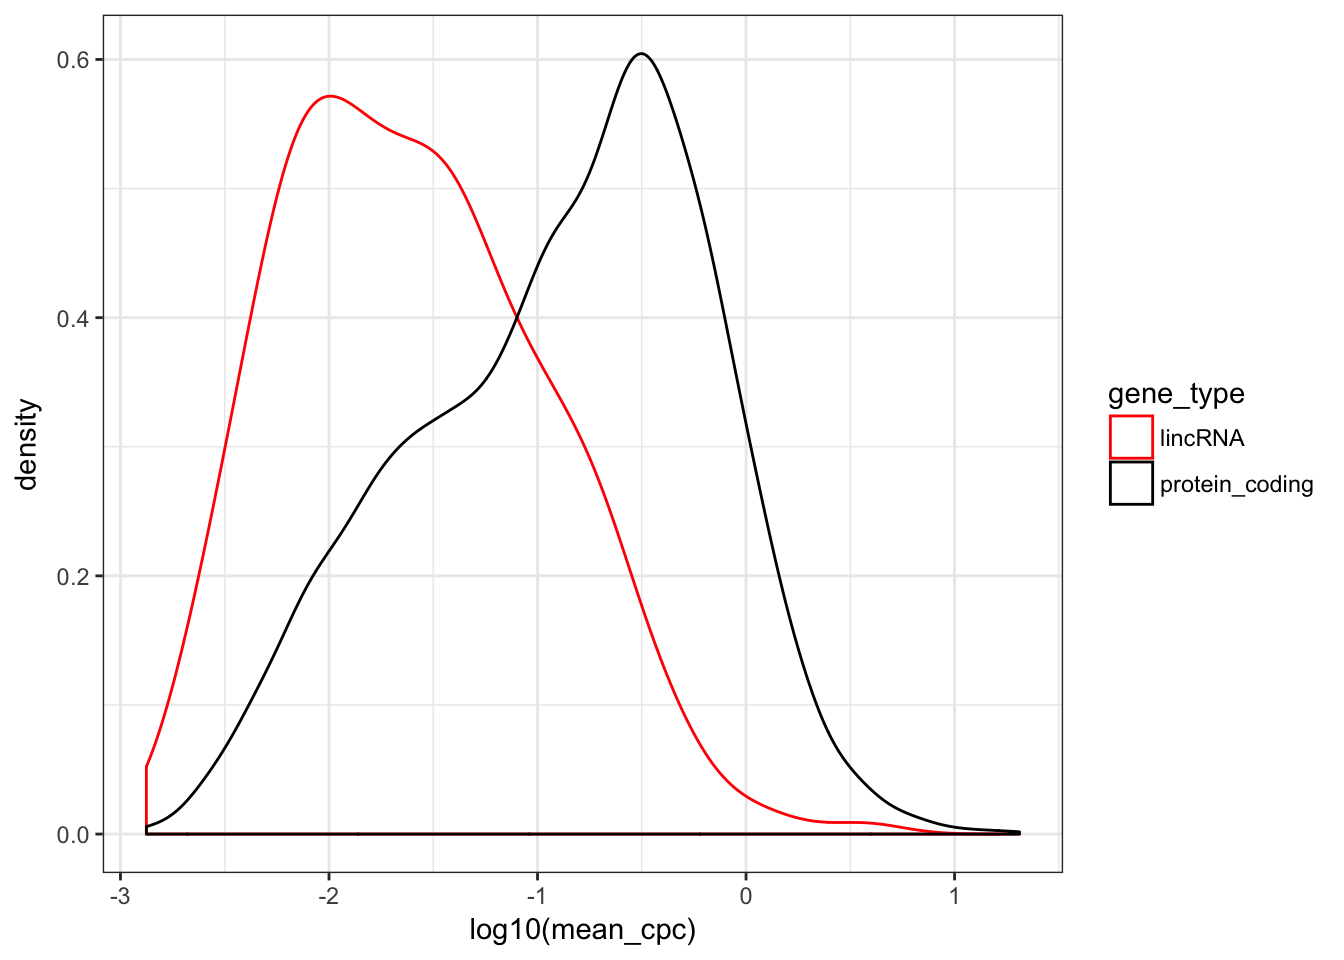 0.6
0.4
0.2
0.0
density
-3 -2 -1 0 1
log10(mean_cpc)
gene_type
lincRNA
protein_coding